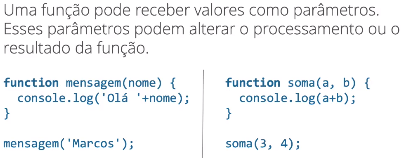 Uma função pode receber valores como parâmetros.
Esses parâmetros podem alterar o processamento ou o
resultado da função.
function mensagem(nome) {
  console.log('Olá '+nome);
}
mensagem('Marcos');
function soma(a, b) {
  console.log(a+b);
}
soma(3, 4);